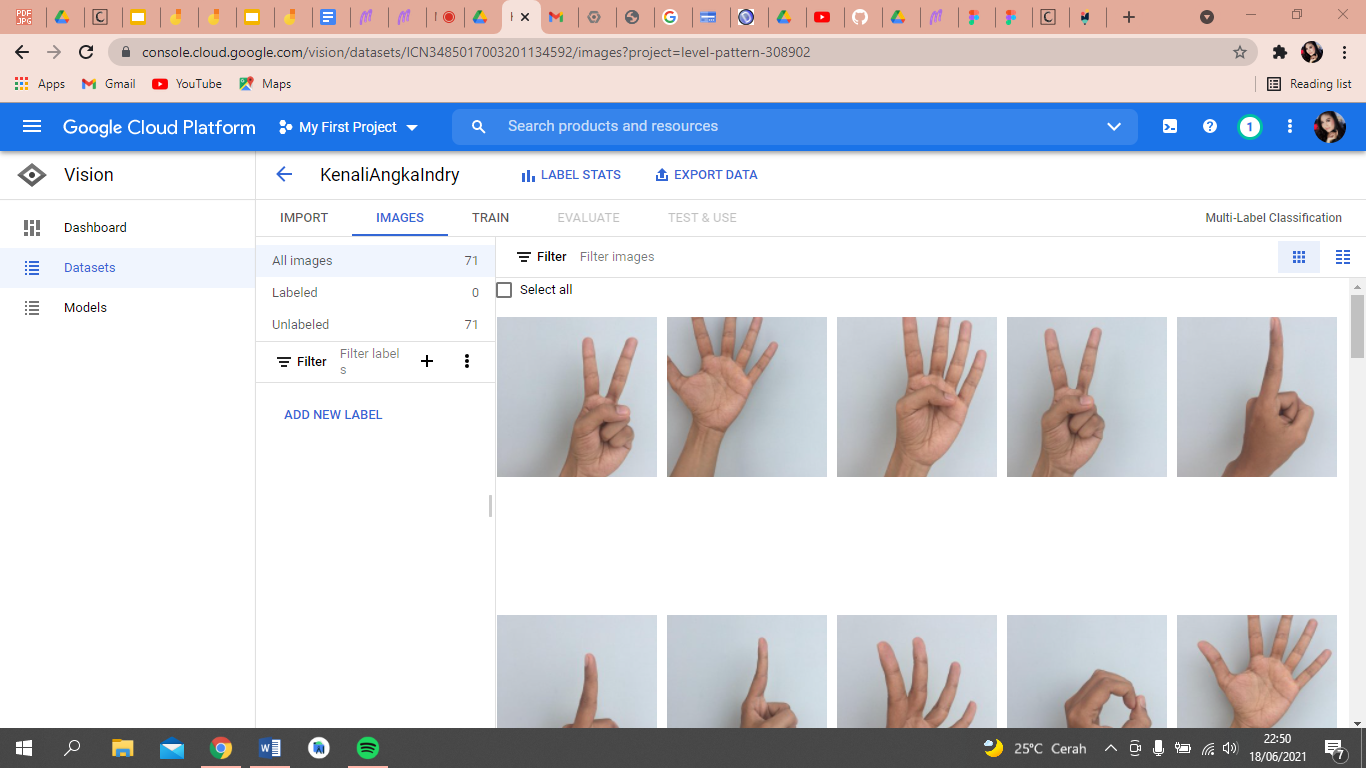 console.cloud.google.com/vision/datasets/ICN3485017003201134592/images?project=level-pattern-308902
Apps Gmail YouTube Maps Reading list
Google Cloud Platform My First Project Search products and resources 1
Vision KenaliAngkaIndry LABEL STATS EXPORT DATA
IMPORT IMAGES TRAIN EVALUATE TEST & USE Multi-Label Classification
Dashboard
Datasets
Models
All images 71
Labeled 0
Unlabeled 71
Filter Filter label
s
ADD NEW LABEL
Filter Filter images
Select all
25°C Cerah
22:50
18/06/2021
7